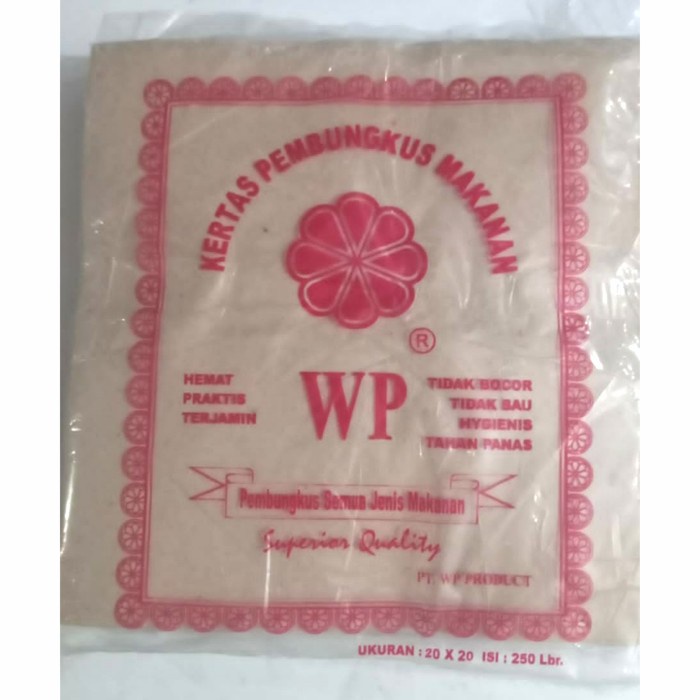 KERTAS PEMBUNGKUS MAKANAN
®
WP
HEMAT
PRAKTIS
TERJAMIN
TIDAK BOCOR
TIDAK BAU
HYGIENIS
TAHAN PANAS
Pembungkus Semua Jenis Makanan
Superior Quality
PT. WP PRODUCT
UKURAN : 20 X 20 ISI : 250 Lbr.